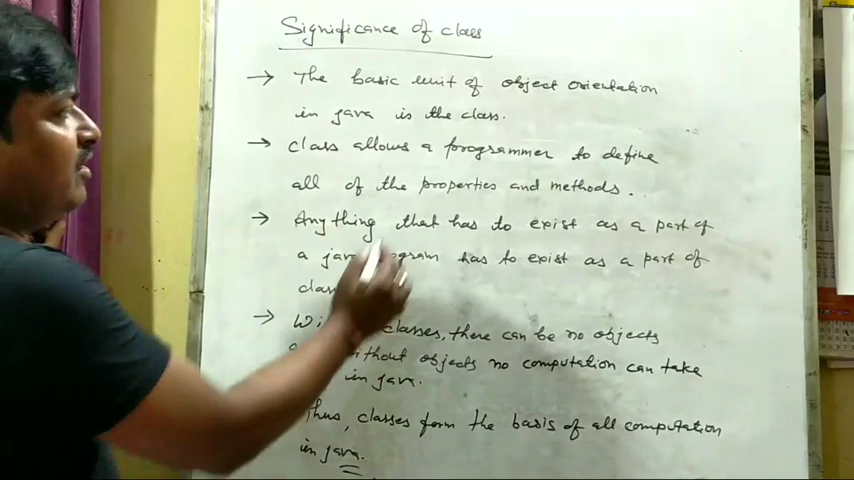 Significance of class
→ The basic unit of object orientation
in java is the class.
→ class allows a programmer to define
all of the properties and methods.
→ Anything that has to exist as a part of
a java program has to exist as a part of
clas
→ Wi classes, there can be no objects
without objects no computation can take
in java.
Thus, classes form the basis of all computation
in java.